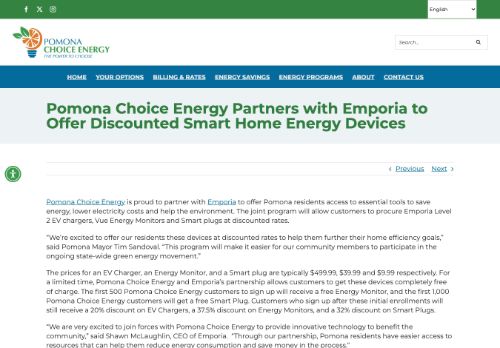 English
POMONA
CHOICE ENERGY
THE POWER TO CHOOSE
Search...
HOME YOUR OPTIONS BILLING & RATES ENERGY SAVINGS ENERGY PROGRAMS ABOUT CONTACT US
Pomona Choice Energy Partners with Emporia to
Offer Discounted Smart Home Energy Devices
Previous Next
Pomona Choice Energy is proud to partner with Emporia to offer Pomona residents access to essential tools to save
energy, lower electricity costs and help the environment. The joint program will allow customers to procure Emporia Level
2 EV chargers, Vue Energy Monitors and Smart plugs at discounted rates.
“We’re excited to offer our residents these devices at discounted rates to help them further their home efficiency goals,”
said Pomona Mayor Tim Sandoval. “This program will make it easier for our community members to participate in the
ongoing state-wide green energy movement.”
The prices for an EV Charger, an Energy Monitor, and a Smart plug are typically $499.99, $39.99 and $9.99 respectively. For
a limited time, Pomona Choice Energy and Emporia’s partnership allows customers to get these devices completely free
of charge. The first 500 Pomona Choice Energy customers to sign up will receive a free Energy Monitor, and the first 1,000
Pomona Choice Energy customers will get a free Smart Plug. Customers who sign up after these initial enrollments will
still receive a 20% discount on EV Chargers, a 37.5% discount on Energy Monitors, and a 32% discount on Smart Plugs.
“We are very excited to join forces with Pomona Choice Energy to provide innovative technology to benefit the
community,” said Shawn McLaughlin, CEO of Emporia. “Through our partnership, Pomona residents have easier access to
resources that can help them reduce energy consumption and save money in the process.”